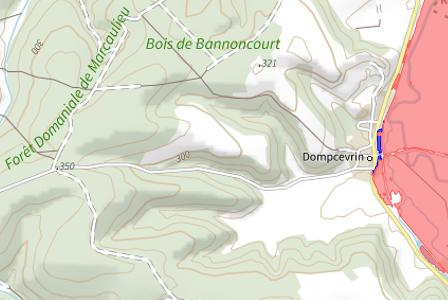 Bois de Bannoncourt
300
321
Forêt Domaniale de Marcaulieu
300
Dompcevrin
350